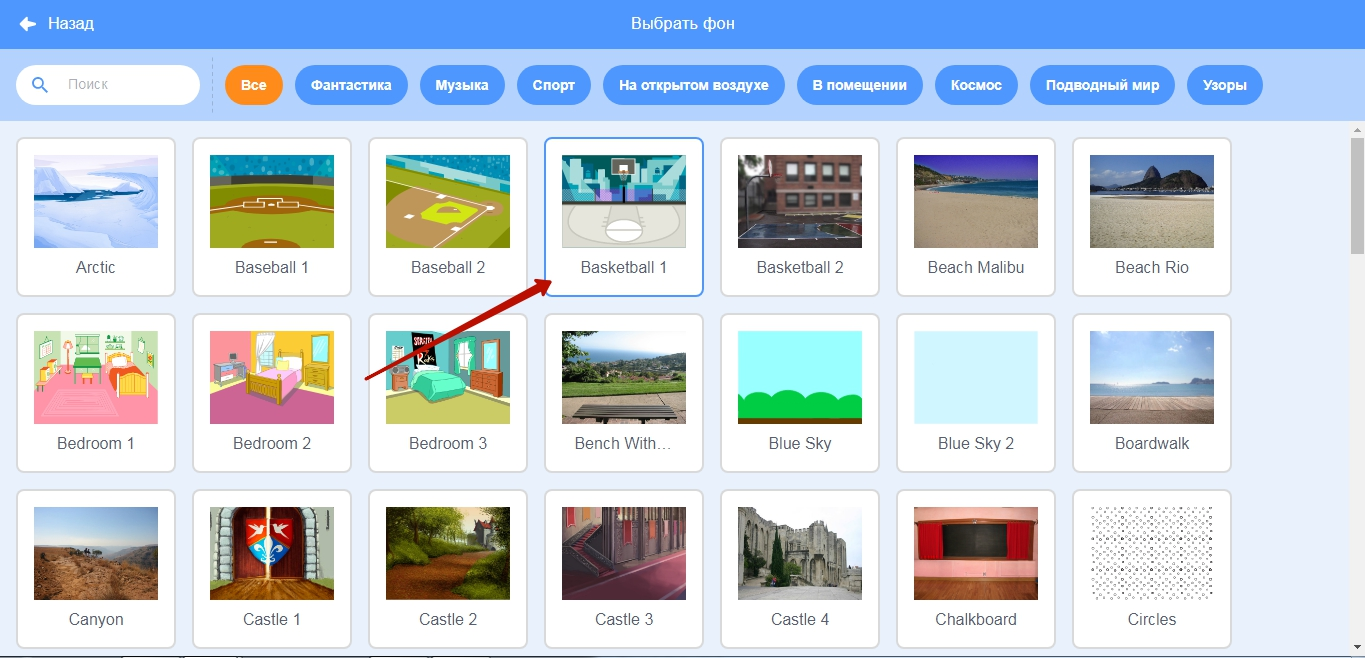 Назад
Выбрать фон
Поиск
Все
Фантастика
Музыка
Спорт
На открытом воздухе
В помещении
Космос
Подводный мир
Узоры
Arctic
Baseball 1
Baseball 2
Basketball 1
Basketball 2
Beach Malibu
Beach Rio
Bedroom 1
Bedroom 2
Bedroom 3
Bench With…
Blue Sky
Blue Sky 2
Boardwalk
Canyon
Castle 1
Castle 2
Castle 3
Castle 4
Chalkboard
Circles